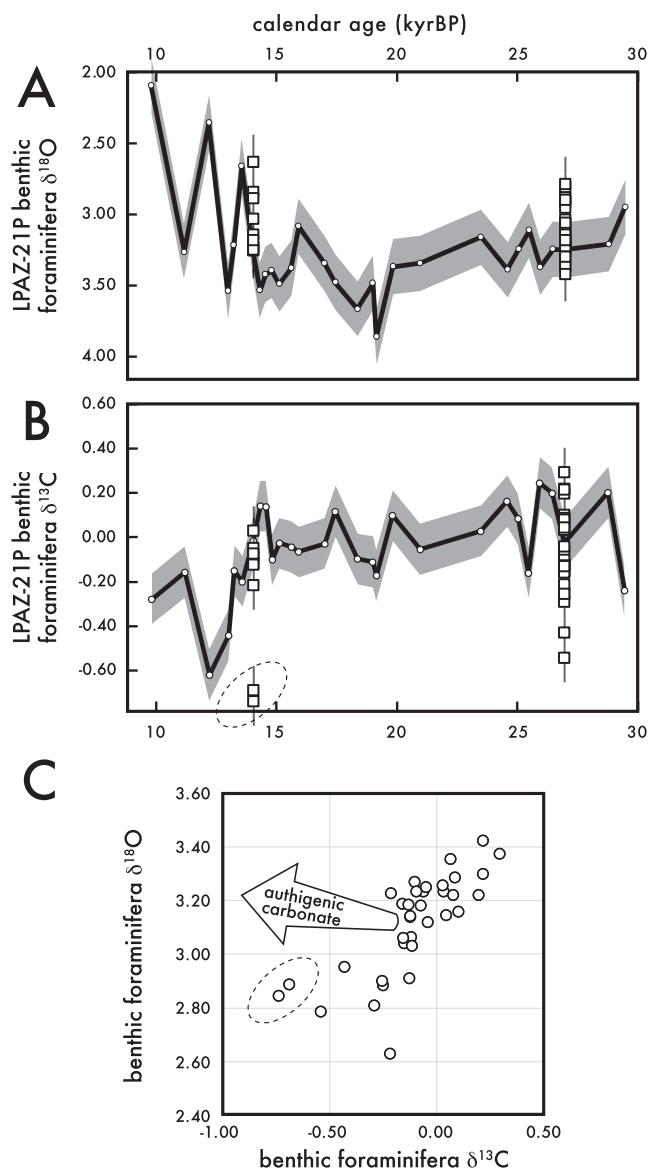 calendar age (kyrBP)
10 15 20 25 30
A
LPAZ-21P benthic
foraminifera δ¹⁸O
2.00
2.50
3.00
3.50
4.00
B
LPAZ-21P benthic
foraminifera δ¹³C
0.60
0.40
0.20
0.00
-0.20
-0.40
-0.60
10 15 20 25 30
C
benthic foraminifera δ¹⁸O
3.60
3.40
3.20
3.00
2.80
2.60
2.40
authigenic
carbonate
-1.00 -0.50 0.00 0.50
benthic foraminifera δ¹³C